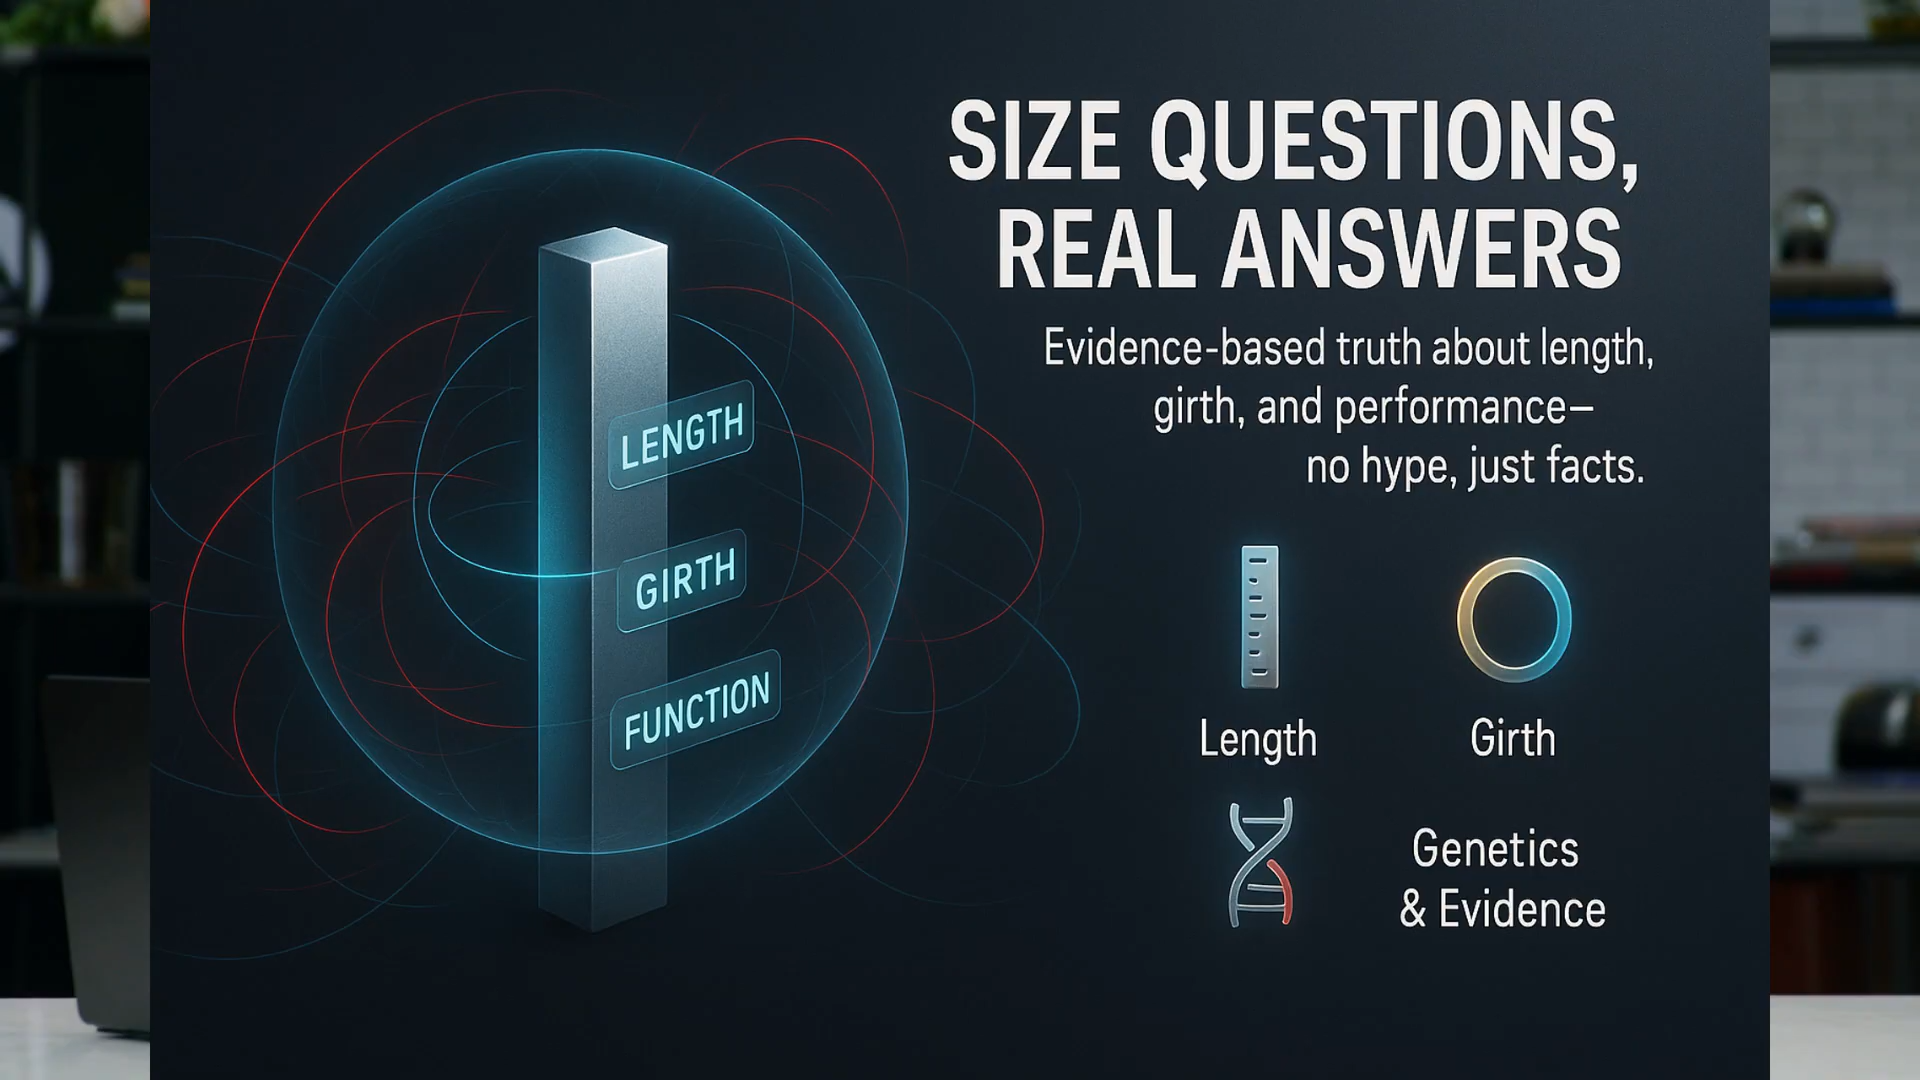 SIZE QUESTIONS,
REAL ANSWERS
Evidence-based truth about length,
girth, and performance–
no hype, just facts.
LENGTH
GIRTH
FUNCTION
Length
Girth
Genetics
& Evidence